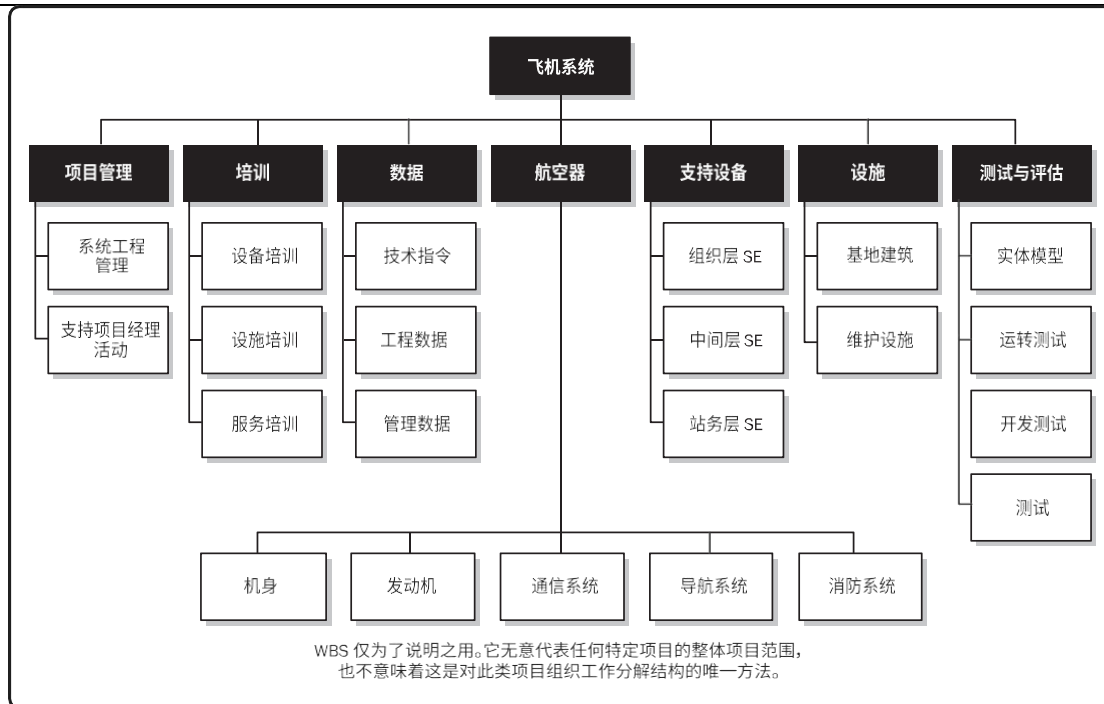 飞机系统
项目管理
培训
数据
航空器
支持设备
设施
测试与评估
系统工程
管理
设备培训
技术指令
组织层 SE
基地建筑
实体模型
支持项目经理
活动
设施培训
工程数据
中间层 SE
维护设施
运转测试
服务培训
管理数据
站务层 SE
开发测试
测试
机身
发动机
通信系统
导航系统
消防系统
WBS 仅为了说明之用。它无意代表任何特定项目的整体项目范围，
也不意味着这是对此类项目组织工作分解结构的唯一方法。